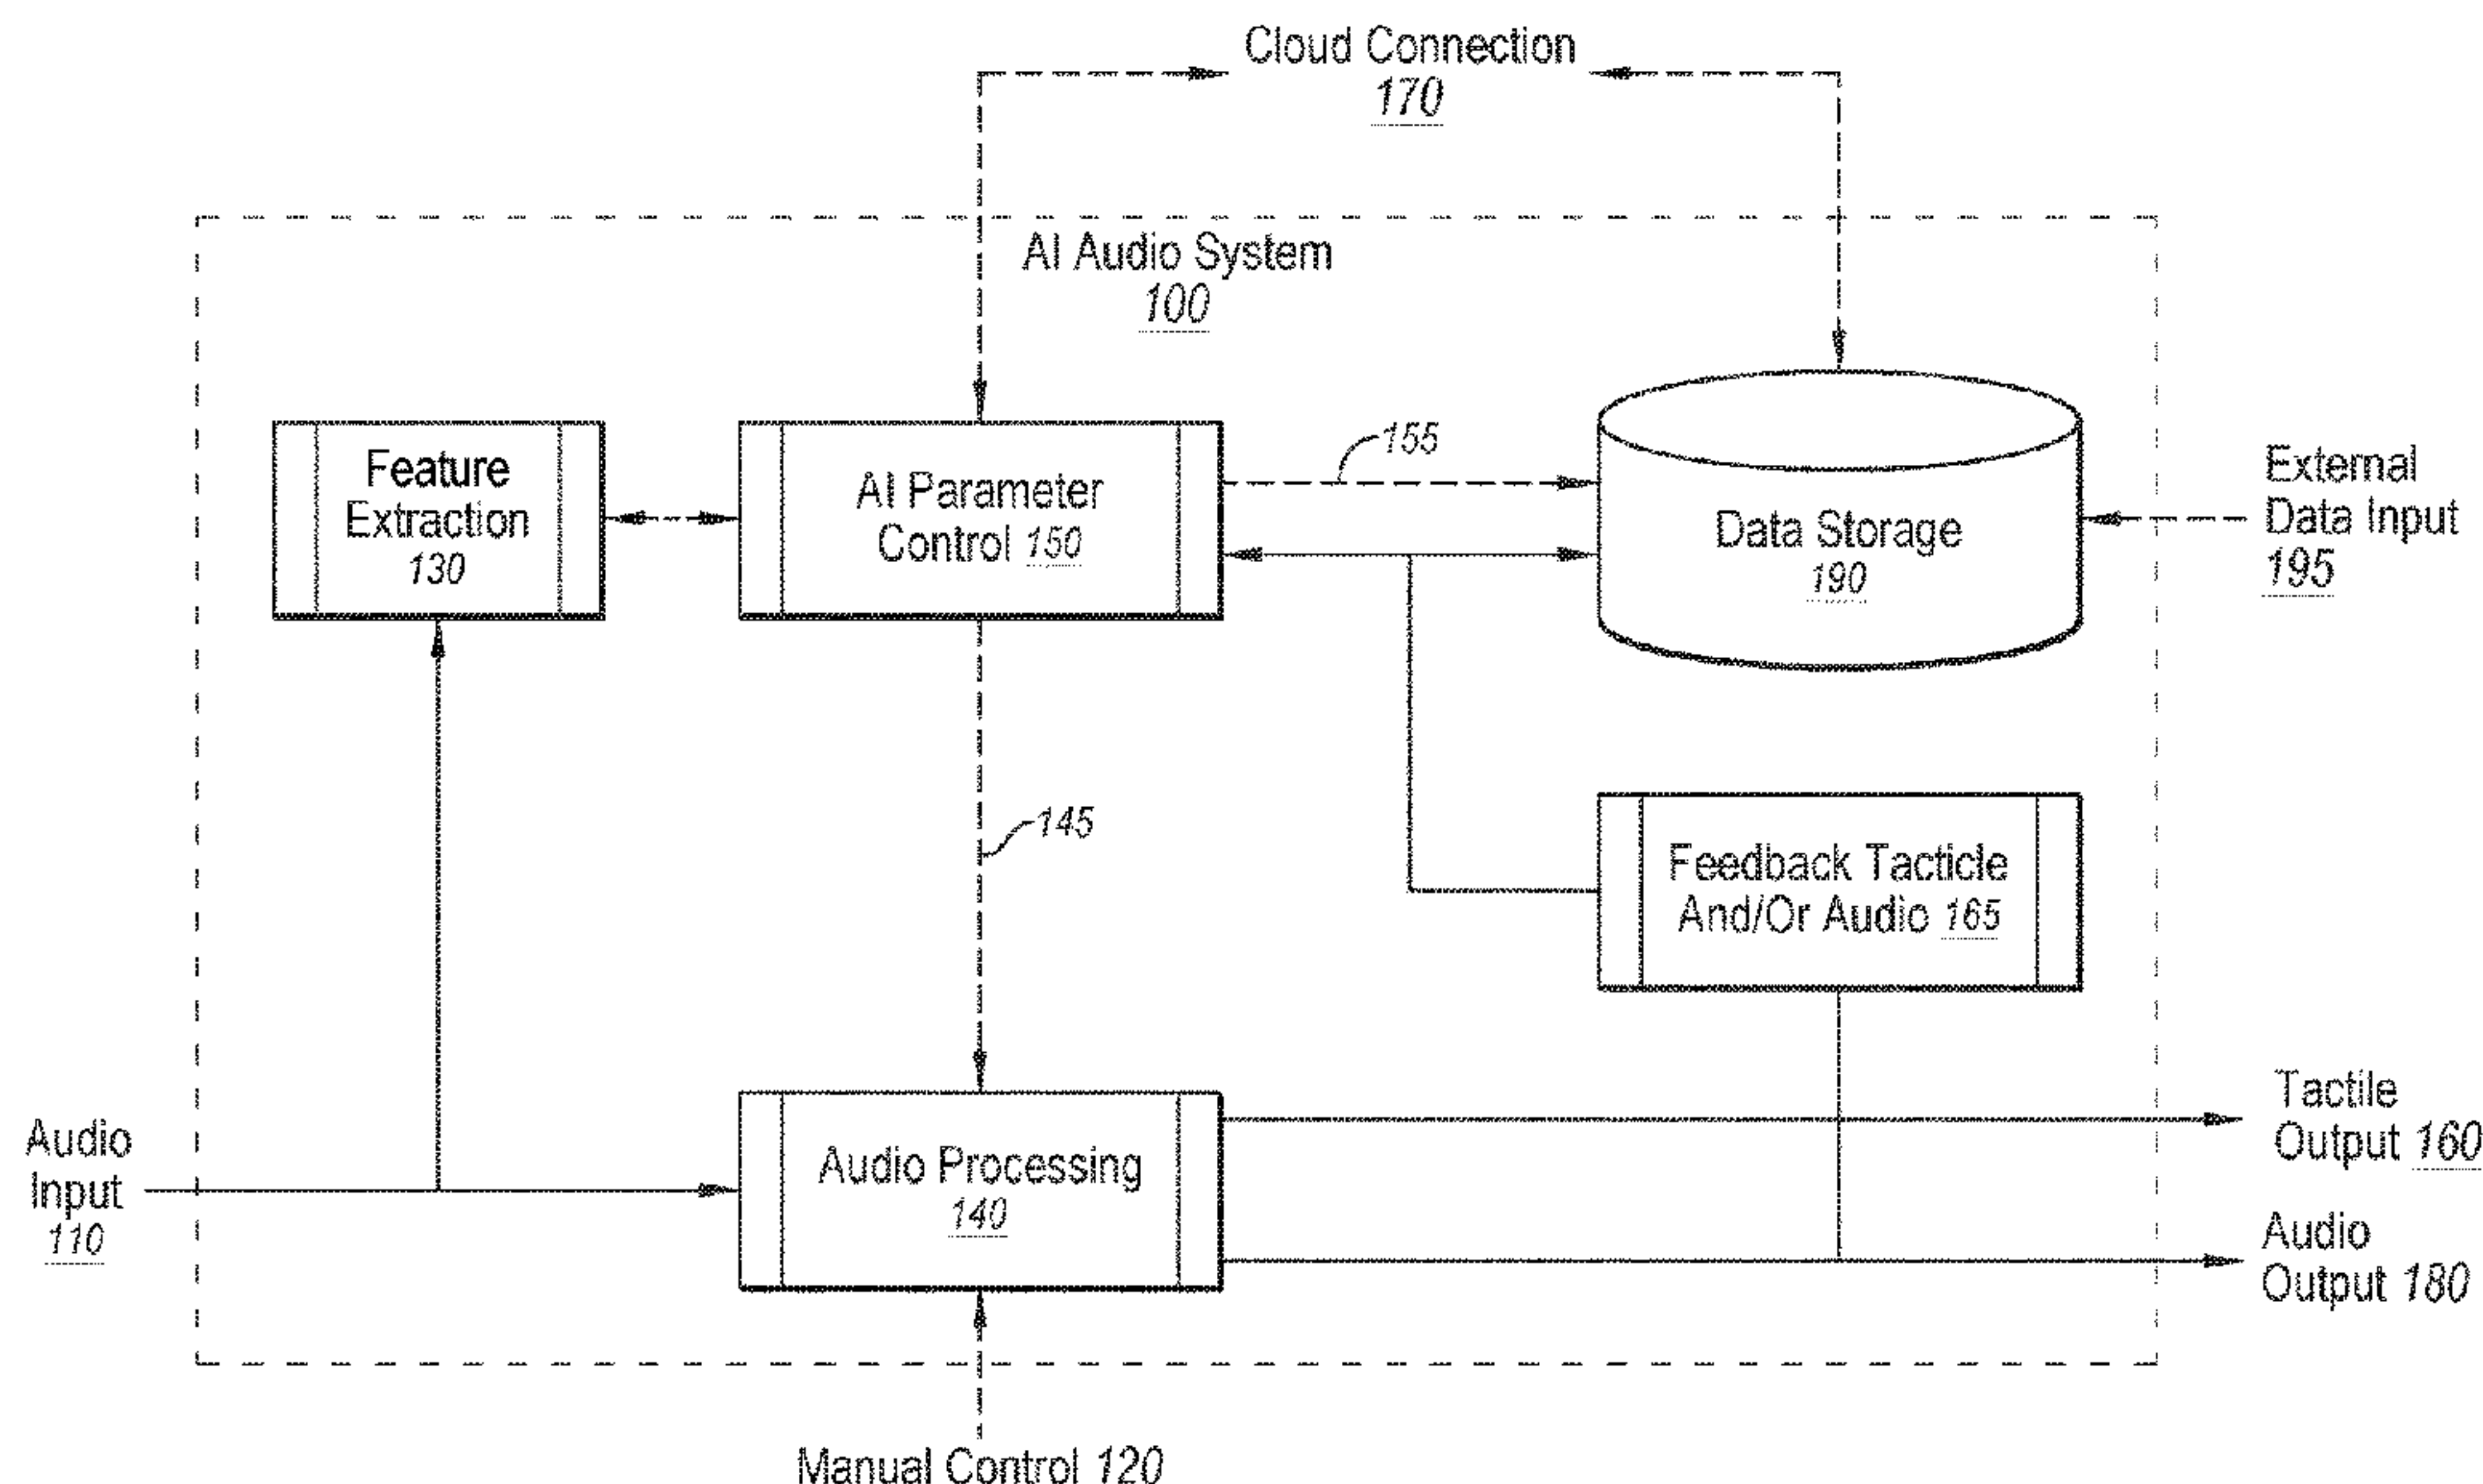 Cloud Connection
170
AI Audio System
100
Feature
Extraction
130
AI Parameter
Control 150
155
Data Storage
190
External
Data Input
195
145
Feedback Tacticle
And/Or Audio 165
Audio
Input
110
Audio Processing
140
Tactile
Output 160
Audio
Output 180
Manual Control 120